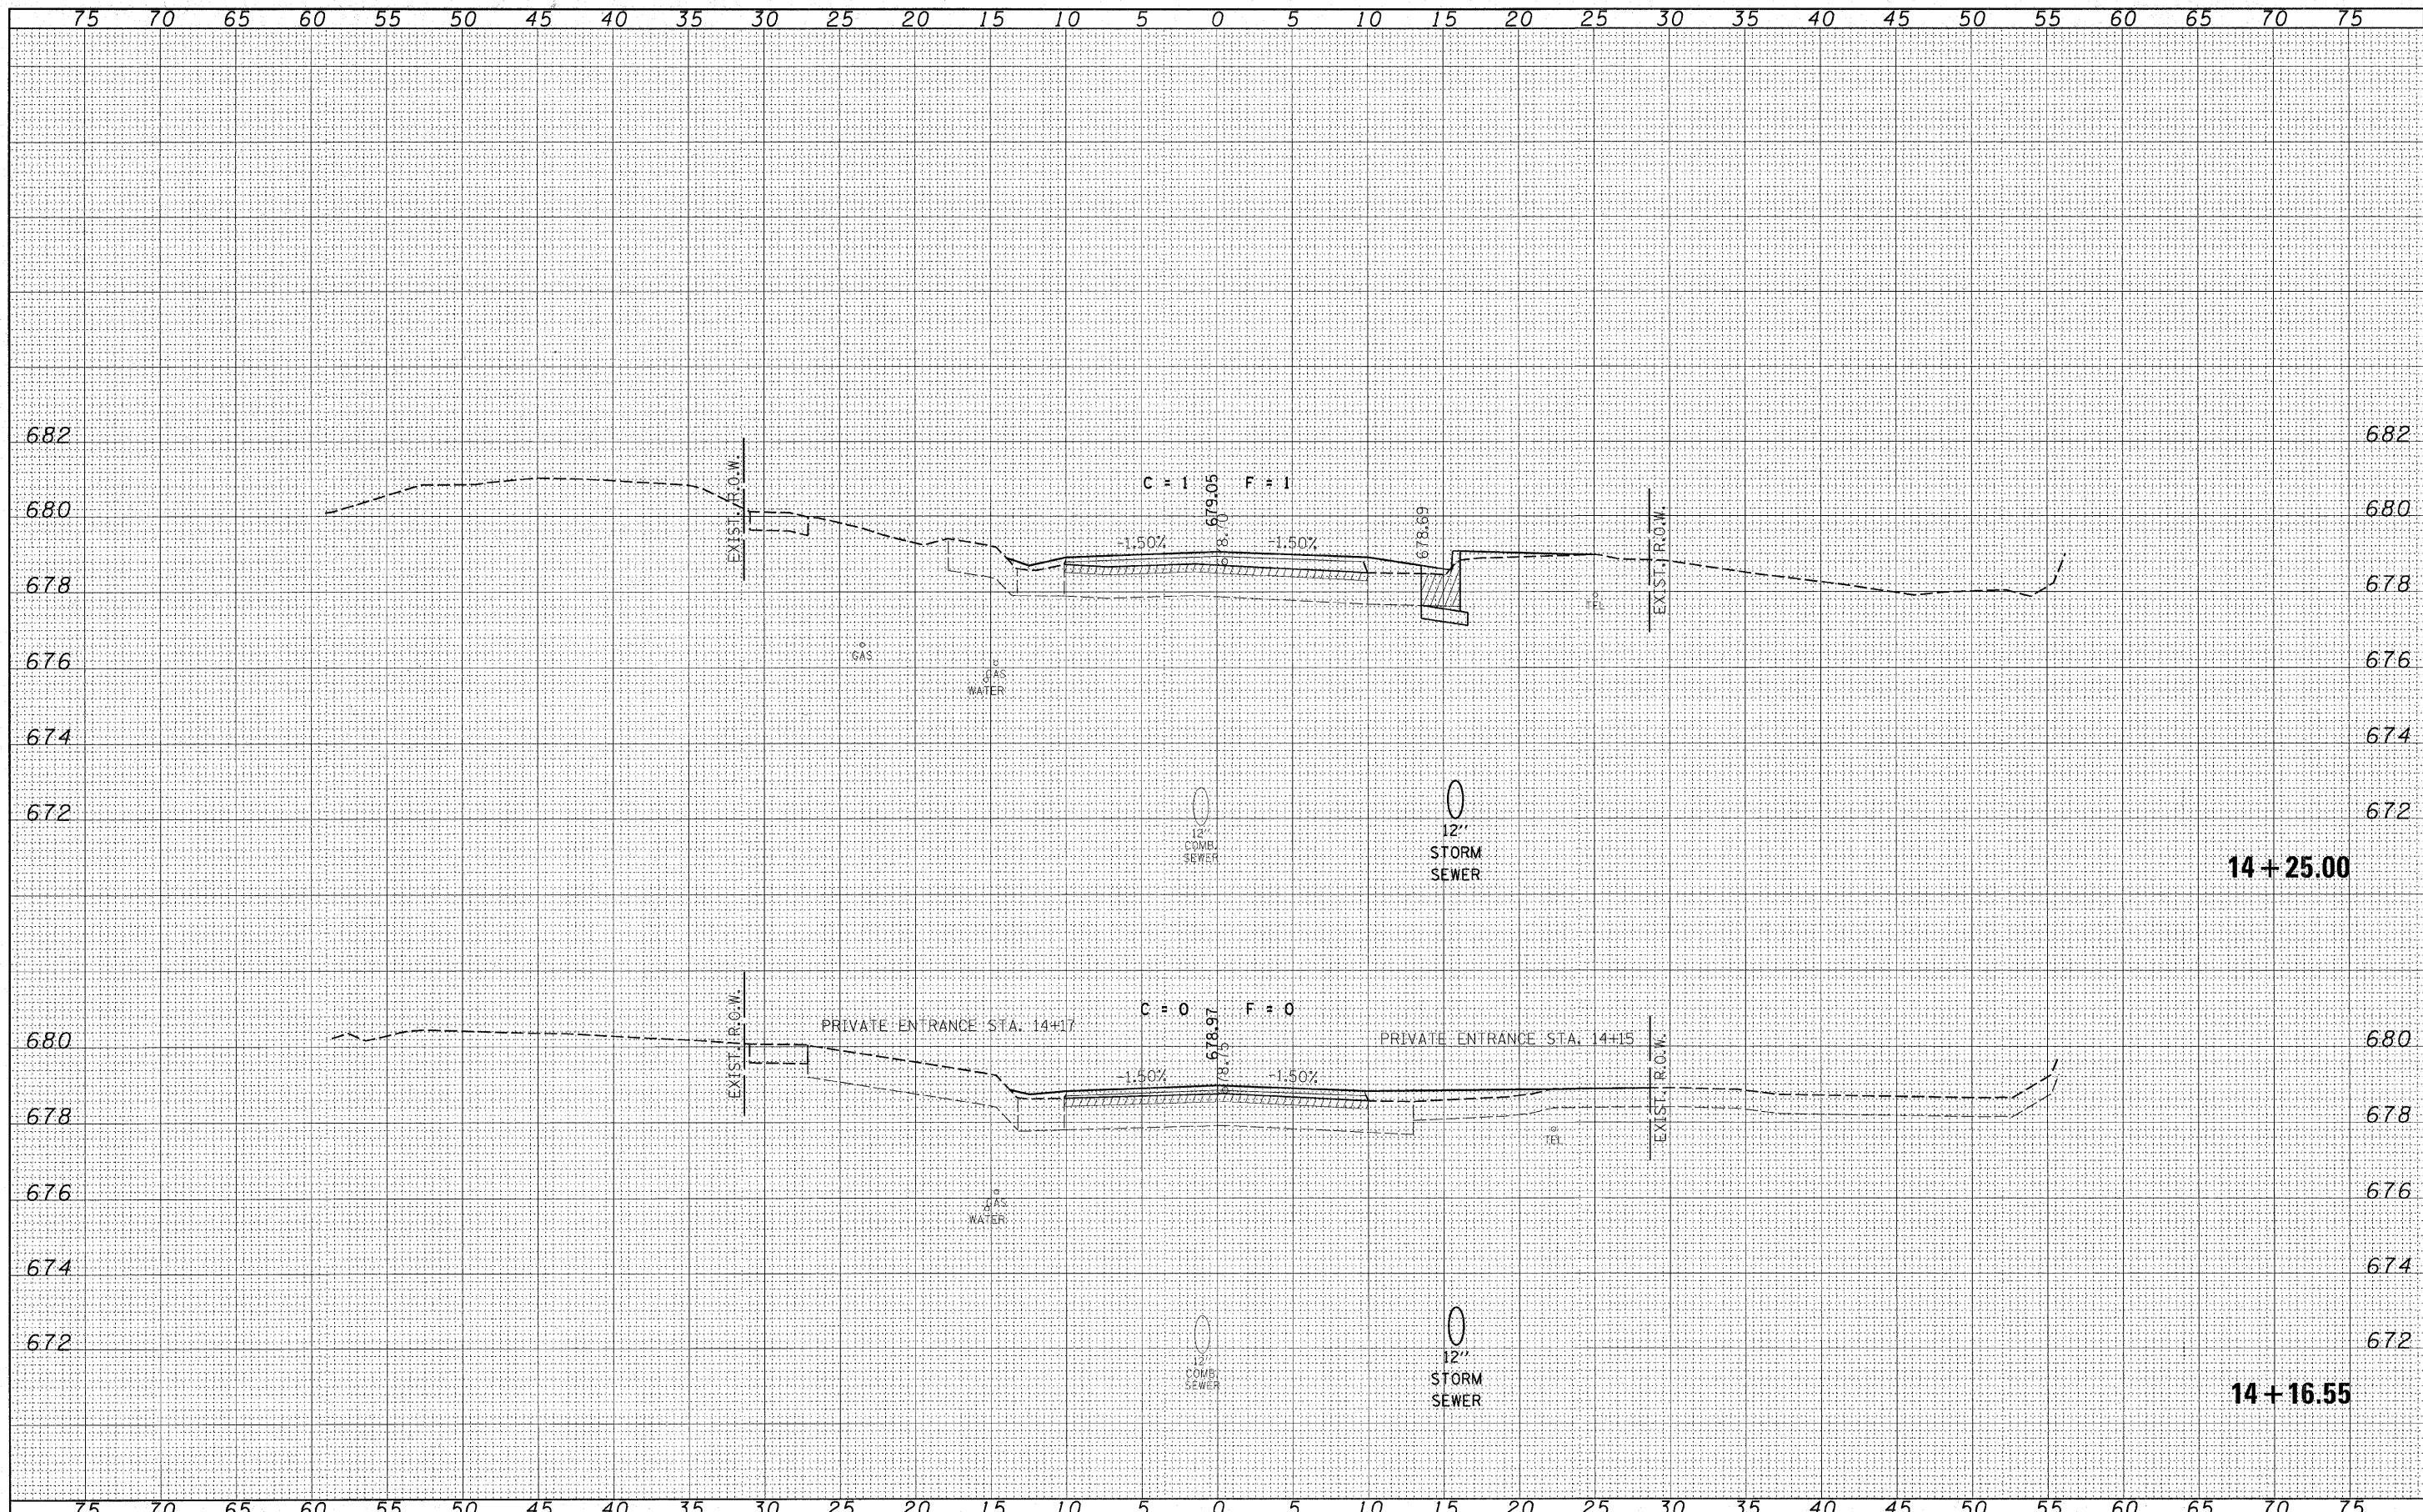 75 70 65 60 55 50 45 40 35 30 25 20 15 10 5 0 5 10 15 20 25 30 35 40 45 50 55 60 65 70 75
682 682
EXIST. R.O.W.
C = 1 679.05 F = 1
678.70
-1.50% -1.50%
678.69
EXIST. R.O.W.
680 680
678 678
TEL
GAS
676 676
GAS
WATER
674 674
672 672
12"
COMB.
SEWER
12"
STORM
SEWER
14+25.00
EXIST. R.O.W.
PRIVATE ENTRANCE STA. 14+17
C = 0 678.97 F = 0
678.75
-1.50% -1.50%
PRIVATE ENTRANCE STA. 14+15
EXIST. R.O.W.
680 680
678 678
TEL
676 676
GAS
WATER
674 674
672 672
12"
COMB.
SEWER
12"
STORM
SEWER
14+16.55
75 70 65 60 55 50 45 40 35 30 25 20 15 10 5 0 5 10 15 20 25 30 35 40 45 50 55 60 65 70 75